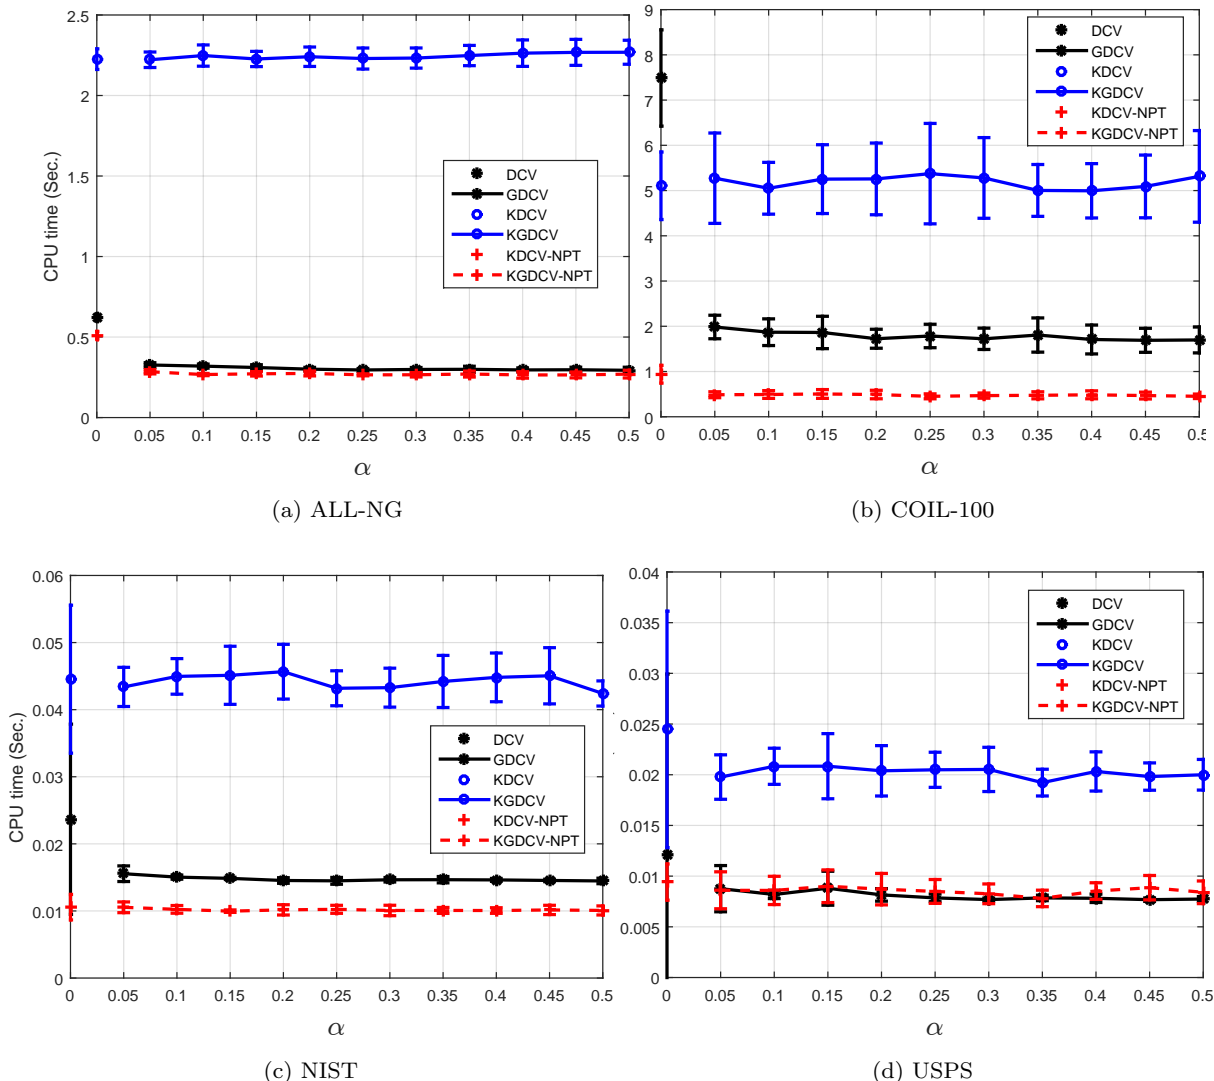 2.5
2
1.5
1
0.5
0
CPU time (Sec.)
DCV
GDCV
KDCV
KGDCV
KDCV-NPT
KGDCV-NPT
0 0.05 0.1 0.15 0.2 0.25 0.3 0.35 0.4 0.45 0.5
α
(a) ALL-NG
9
8
7
6
5
4
3
2
1
0
DCV
GDCV
KDCV
KGDCV
KDCV-NPT
KGDCV-NPT
0 0.05 0.1 0.15 0.2 0.25 0.3 0.35 0.4 0.45 0.5
α
(b) COIL-100
0.06
0.05
0.04
0.03
0.02
0.01
0
CPU time (Sec.)
DCV
GDCV
KDCV
KGDCV
KDCV-NPT
KGDCV-NPT
0 0.05 0.1 0.15 0.2 0.25 0.3 0.35 0.4 0.45 0.5
α
(c) NIST
0.04
0.035
0.03
0.025
0.02
0.015
0.01
0.005
0
DCV
GDCV
KDCV
KGDCV
KDCV-NPT
KGDCV-NPT
0 0.05 0.1 0.15 0.2 0.25 0.3 0.35 0.4 0.45 0.5
α
(d) USPS